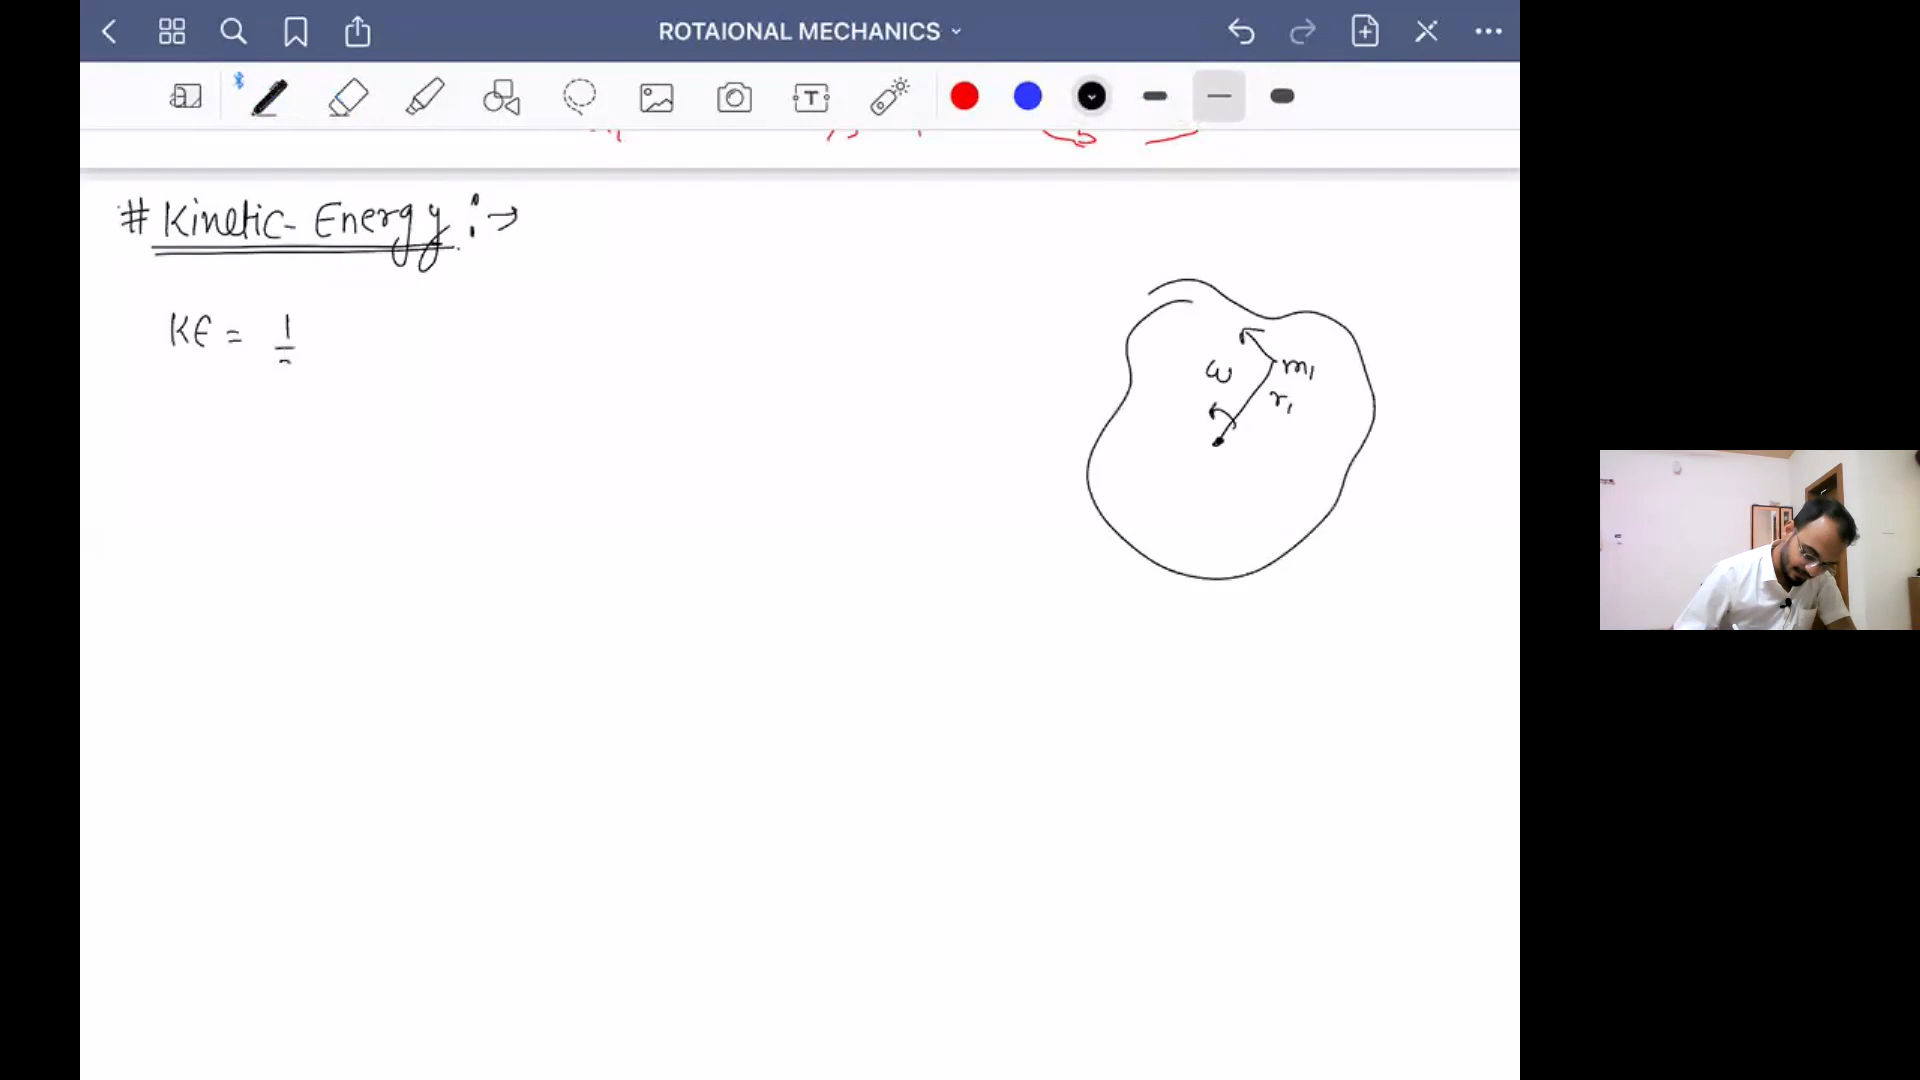 ROTAIONAL MECHANICS
# Kinetic-Energy :→
KE = 1
m₁
ω
r₁